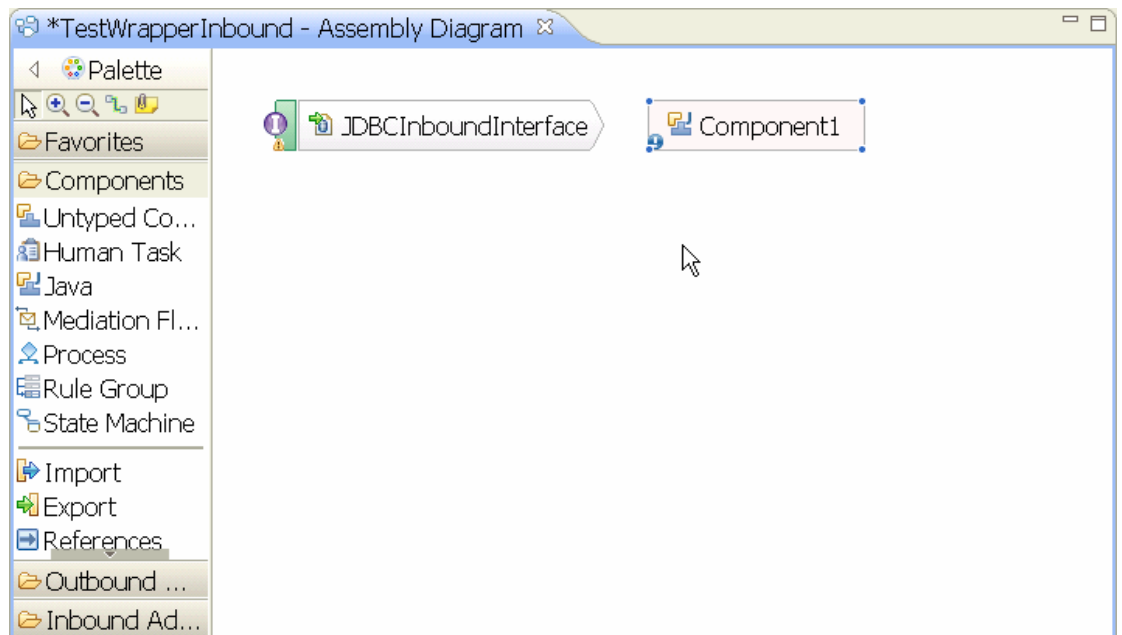 *TestWrapperInbound - Assembly Diagram
Palette
Favorites
Components
Untyped Co...
Human Task
Java
Mediation Fl...
Process
Rule Group
State Machine
Import
Export
References
Outbound ...
Inbound Ad...
JDBCInboundInterface
Component1